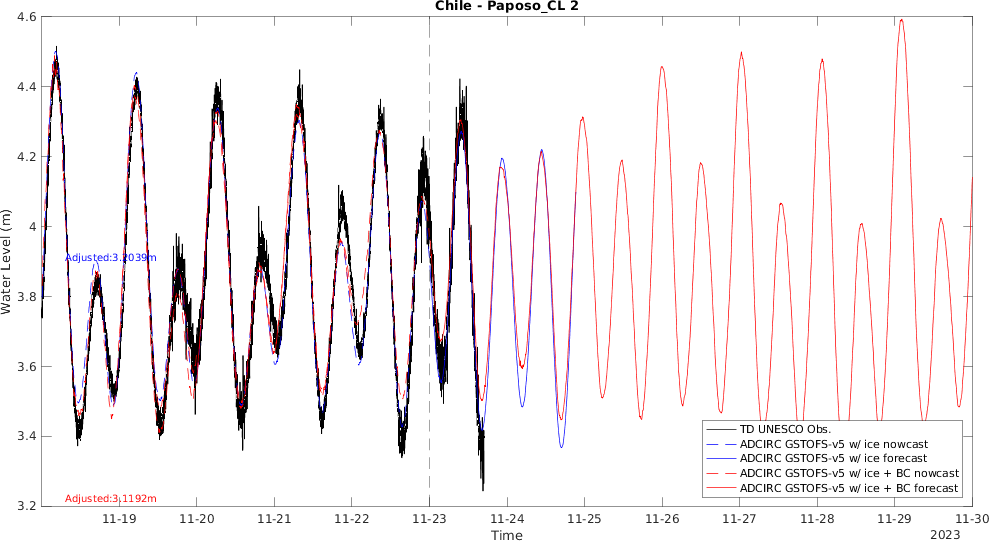 Chile - Paposo_CL 2
4.6
4.4
4.2
4
3.8
3.6
3.4
3.2
Water Level (m)
Adjusted:3.2039m
Adjusted:3.1192m
TD UNESCO Obs.
ADCIRC GSTOFS-v5 w/ ice nowcast
ADCIRC GSTOFS-v5 w/ ice forecast
ADCIRC GSTOFS-v5 w/ ice + BC nowcast
ADCIRC GSTOFS-v5 w/ ice + BC forecast
11-19 11-20 11-21 11-22 11-23 11-24 11-25 11-26 11-27 11-28 11-29 11-30
Time
2023